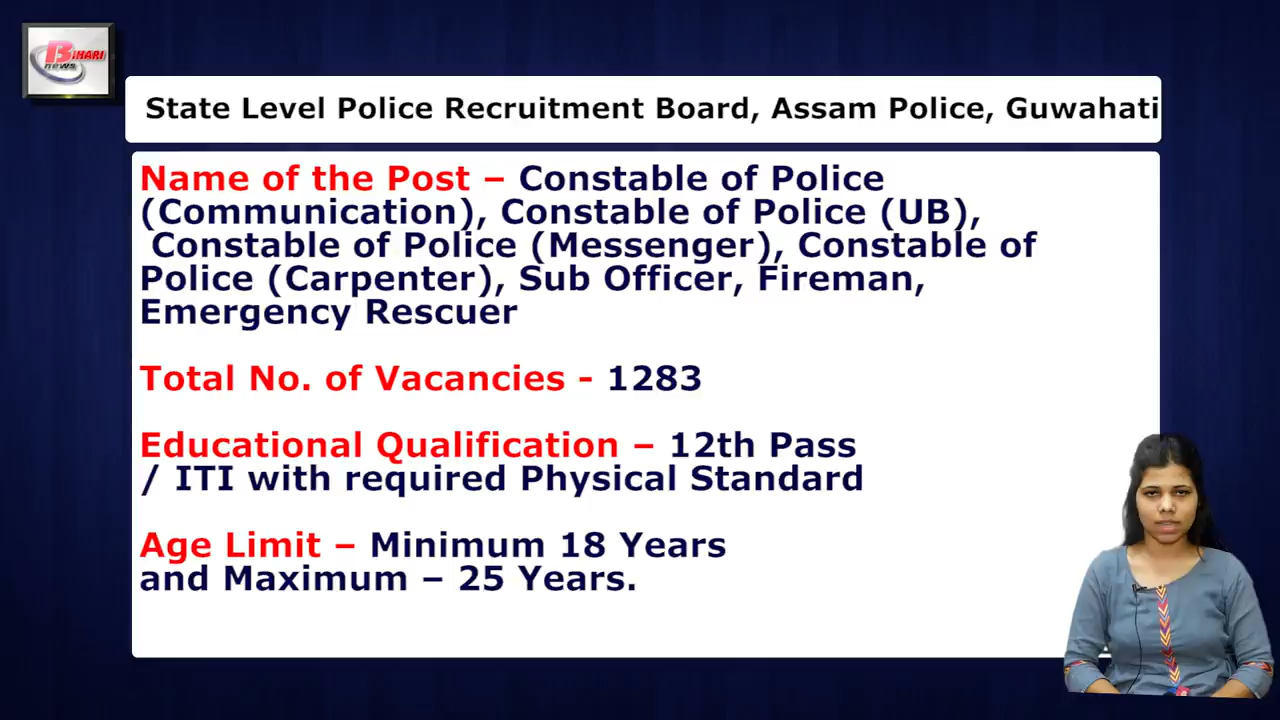 BIHARI
news
State Level Police Recruitment Board, Assam Police, Guwahati
Name of the Post – Constable of Police
(Communication), Constable of Police (UB),
Constable of Police (Messenger), Constable of
Police (Carpenter), Sub Officer, Fireman,
Emergency Rescuer
Total No. of Vacancies - 1283
Educational Qualification – 12th Pass
/ ITI with required Physical Standard
Age Limit – Minimum 18 Years
and Maximum – 25 Years.